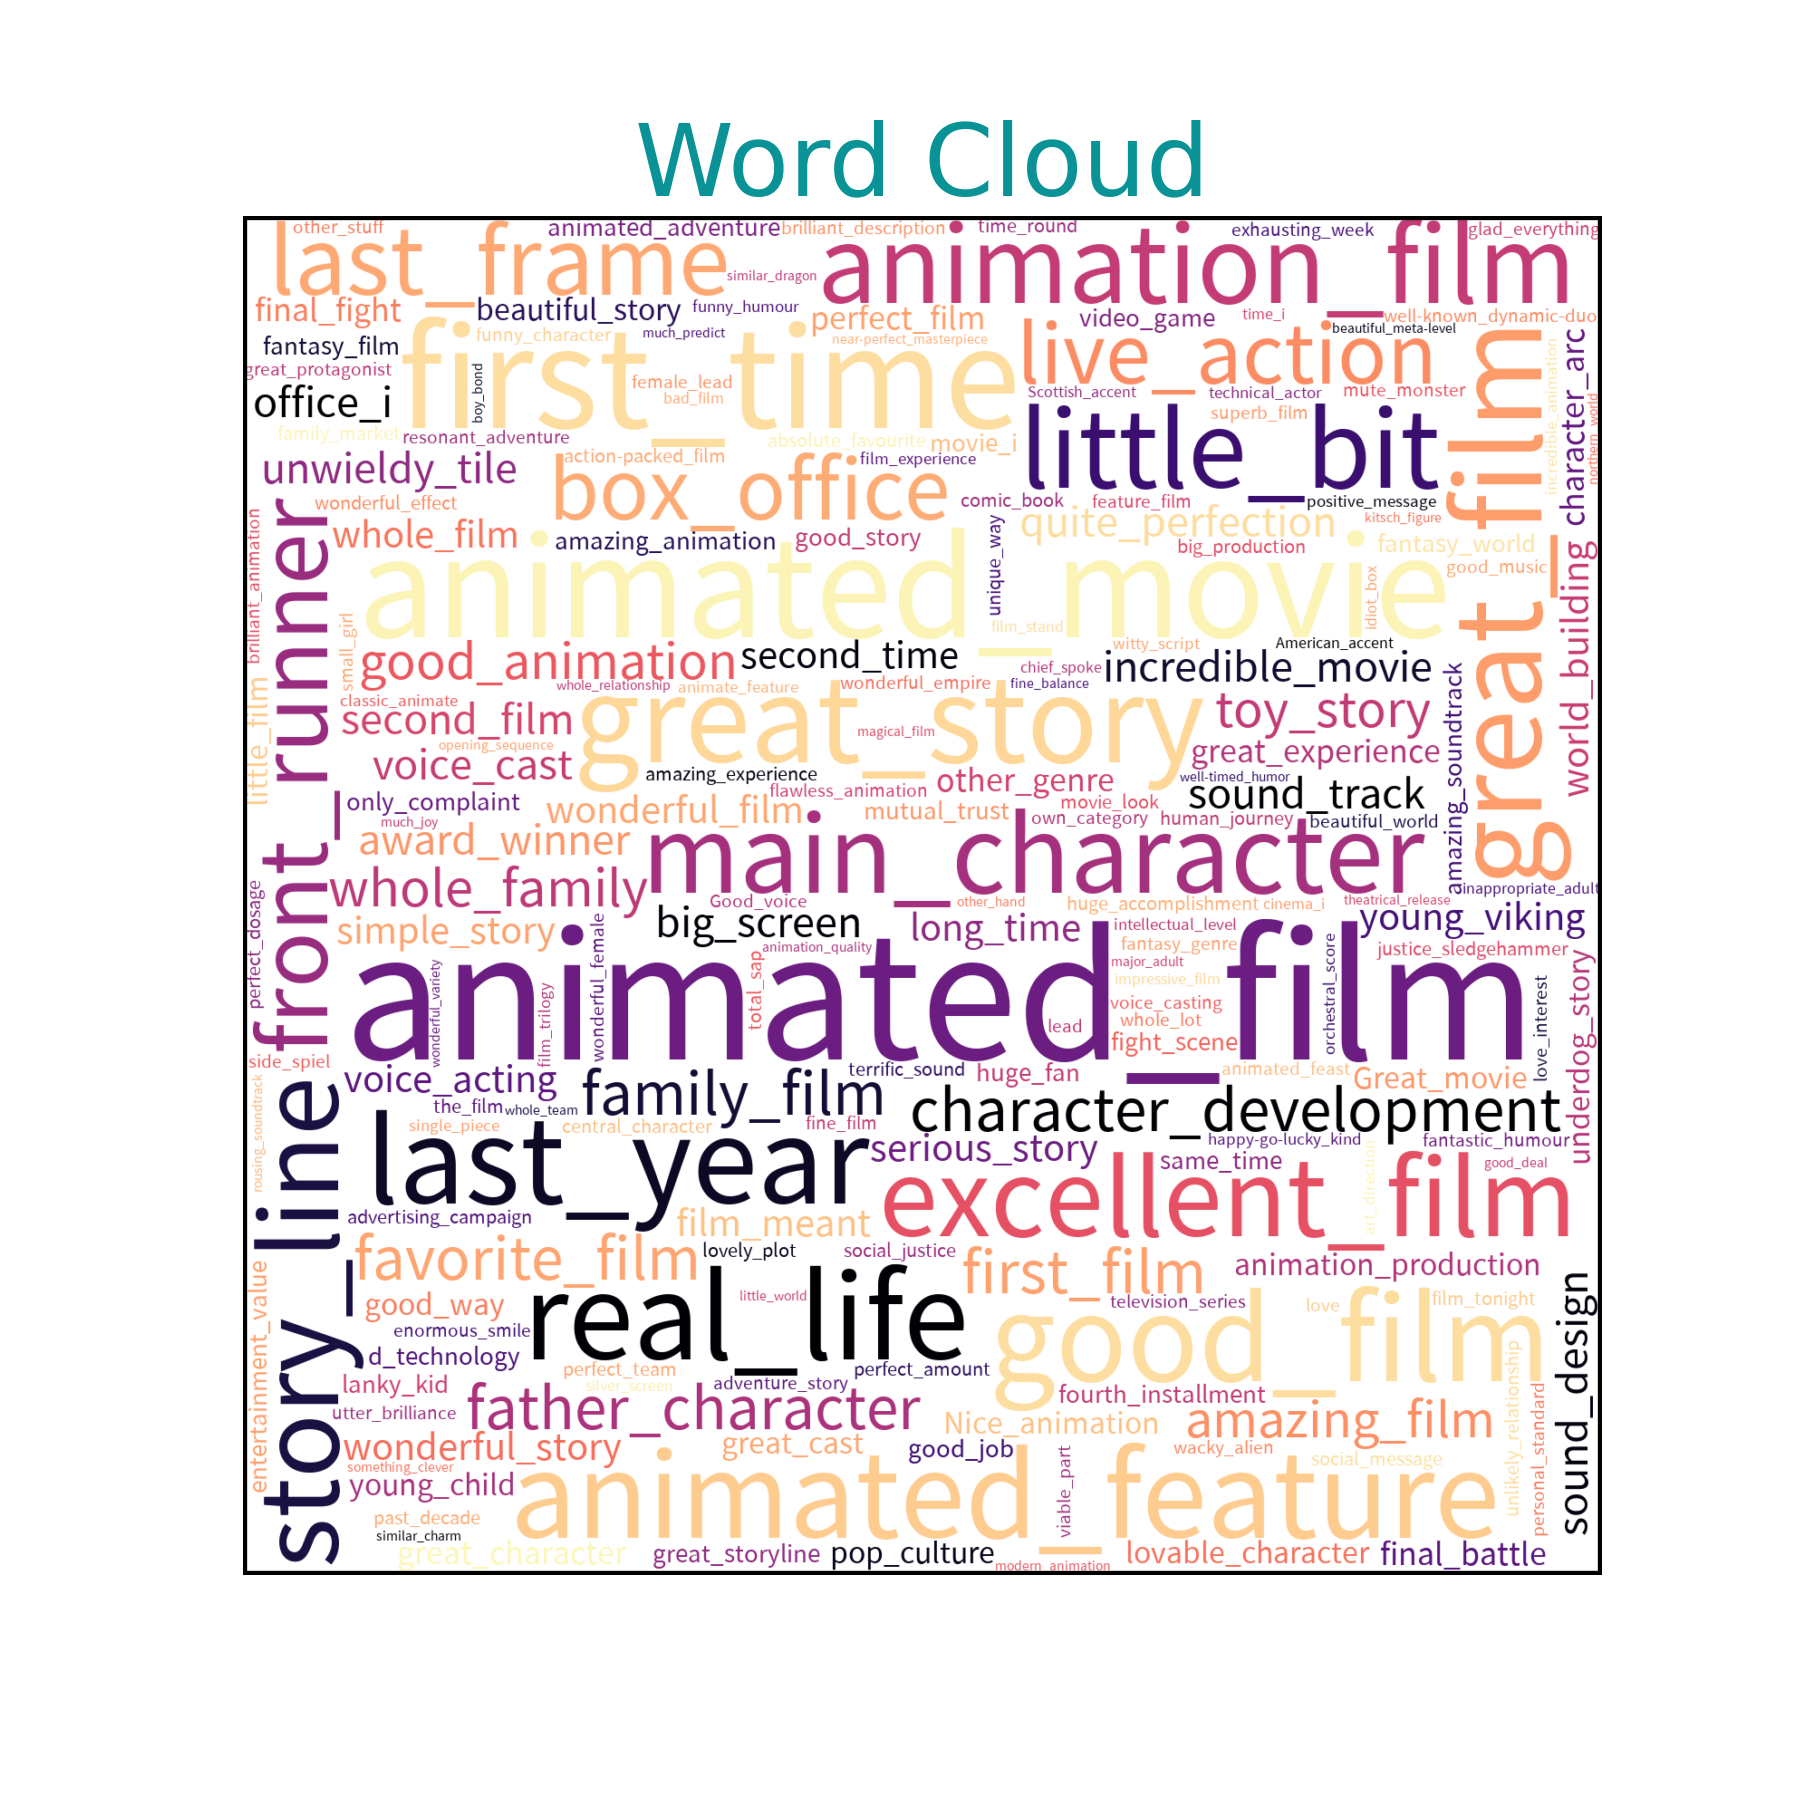 Word Cloud
other_stuff
animated_adventure
brilliant_description
time_round
exhausting_week
glad_everything
last_frame
animation_film
similar_dragon
final_fight
beautiful_story
funny_humour
perfect_film
video_game
time_i
well-known_dynamic-duo
funny_character
much_predict
near-perfect_masterpiece
beautiful_meta-level
fantasy_film
first_time
live_action
great_protagonist
female_lead
bad_film
Scottish_accent
technical_actor
mute_monster
office_i
boy_bond
superb_film
incredible_animation
character_arc
northern_world
family_market
resonant_adventure
absolute_favourite
movie_i
little_bit
great_film
unwieldy_tile
action-packed_film
film_experience
box_office
wonderful_effect
comic_book
feature_film
positive_message
front_runner
brilliant_animation
whole_film
amazing_animation
good_story
unique_way
quite_perfection
kitsch_figure
big_production
fantasy_world
good_music
world_building
animated_movie
idiot_box
small_girl
film_stand
witty_script
American_accent
good_animation
second_time
chief_spoke
incredible_movie
whole_relationship
animate_feature
wonderful_empire
fine_balance
little_film
classic_animate
second_film
great_story
magical_film
toy_story
amazing_soundtrack
opening_sequence
voice_cast
great_experience
amazing_experience
other_genre
well-timed_humor
flawless_animation
sound_track
only_complaint
wonderful_film
mutual_trust
movie_look
much_joy
own_category
human_journey
beautiful_world
award_winner
main_character
whole_family
inappropriate_adult
perfect_dosage
Good_voice
other_hand
huge_accomplishment
cinema_i
theatrical_release
simple_story
big_screen
long_time
intellectual_level
young_viking
animation_quality
fantasy_genre
justice_sledgehammer
major_adult
impressive_film
animated_film
wonderful_variety
film_trilogy
wonderful_female
total_sap
voice_casting
whole_lot
lead
orchestral_score
love_interest
underdog_story
fight_scene
side_spiel
terrific_sound
huge_fan
animated_feast
Great_movie
voice_acting
family_film
rousing_soundtrack
story_line
the_film
whole_team
character_development
single_piece
central_character
fine_film
last_year
serious_story
happy-go-lucky_kind
fantastic_humour
same_time
good_deal
art_direction
excellent_film
advertising_campaign
film_meant
favorite_film
lovely_plot
social_justice
first_film
animation_production
entertainment_value
real_life
little_world
good_way
television_series
love
film_tonight
good_film
sound_design
enormous_smile
d_technology
perfect_team
perfect_amount
silver_screen
adventure_story
lanky_kid
fourth_installment
unlikely_relationship
personal_standard
utter_brilliance
father_character
Nice_animation
amazing_film
wonderful_story
great_cast
good_job
wacky_alien
social_message
something_clever
young_child
animated_feature
viable_part
past_decade
similar_charm
great_character
great_storyline
pop_culture
modern_animation
lovable_character
final_battle